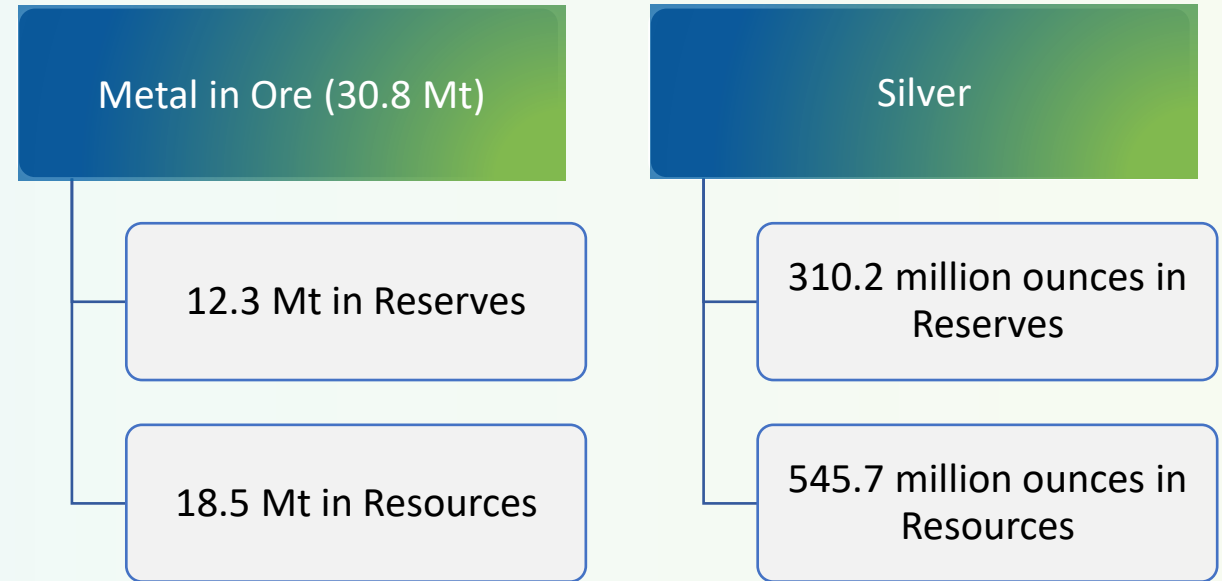 Metal in Ore (30.8 Mt)
12.3 Mt in Reserves
18.5 Mt in Resources
Silver
310.2 million ounces in
Reserves
545.7 million ounces in
Resources